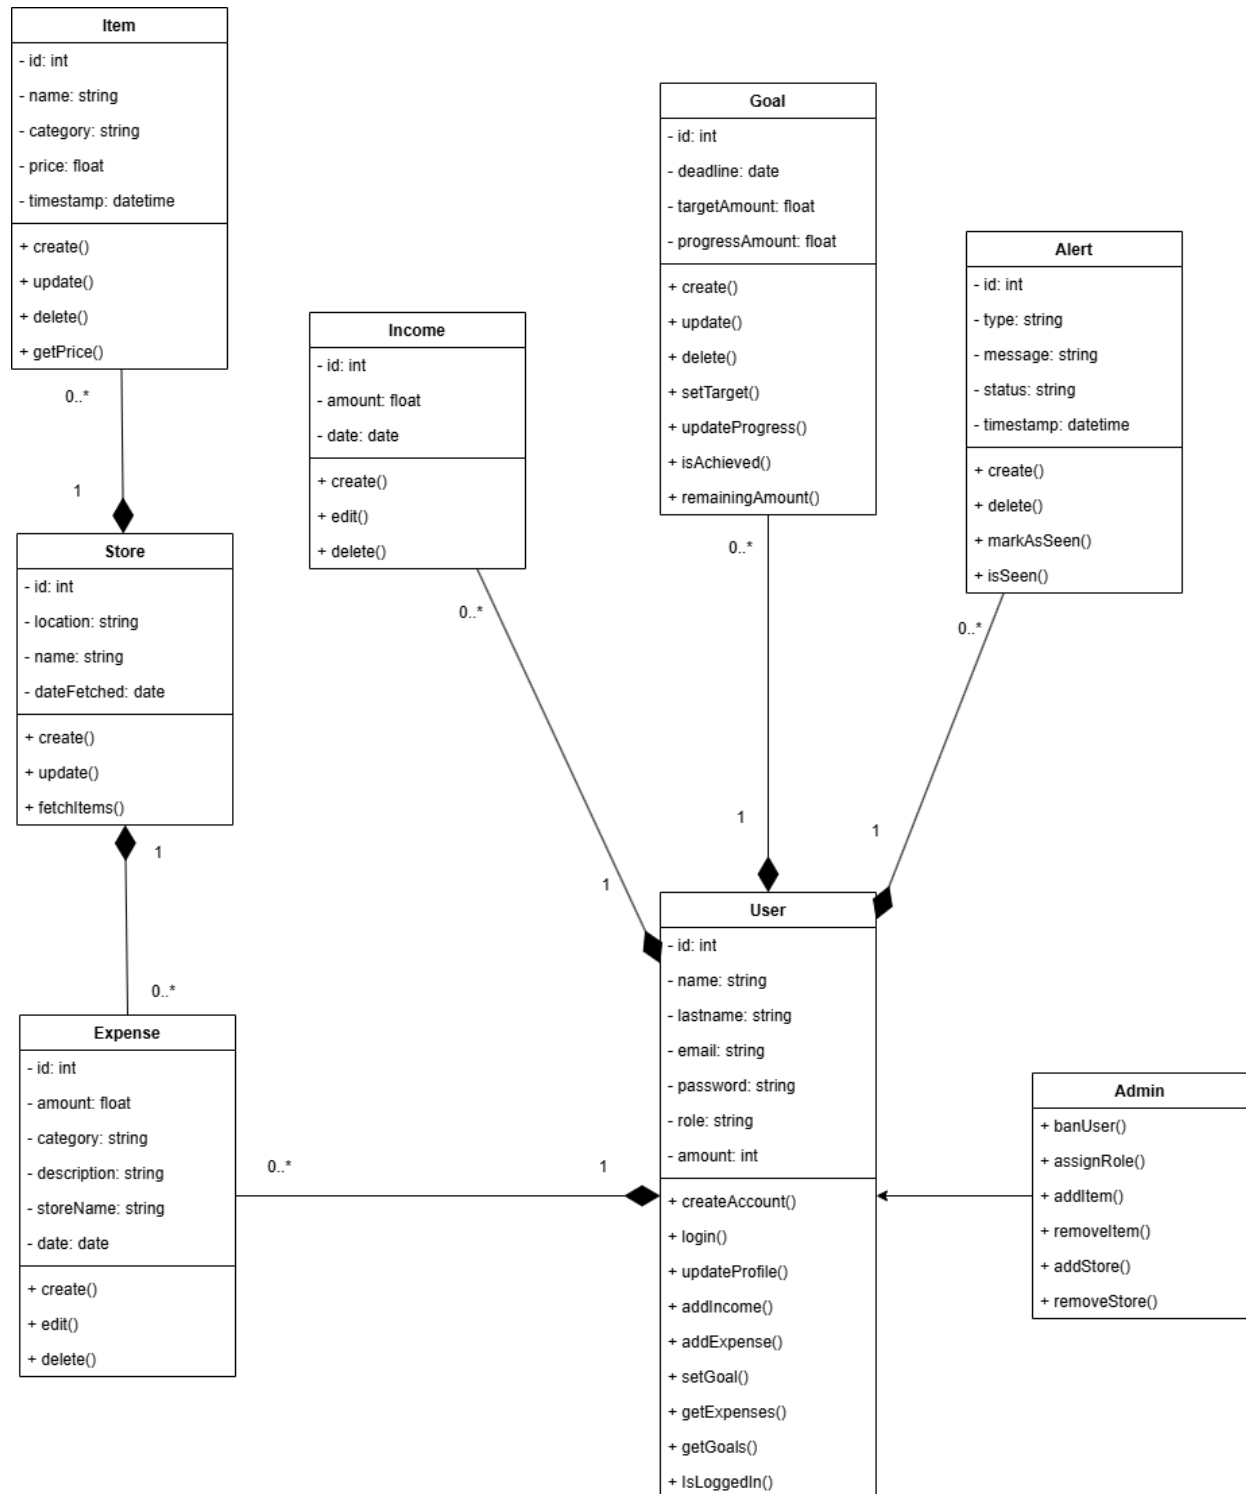 Item
- id: int
- name: string
- category: string
- price: float
- timestamp: datetime
+ create()
+ update()
+ delete()
+ getPrice()
0..*
1
Store
- id: int
- location: string
- name: string
- dateFetched: date
+ create()
+ update()
+ fetchItems()
1
0..*
Expense
- id: int
- amount: float
- category: string
- description: string
- storeName: string
- date: date
+ create()
+ edit()
+ delete()
0..*
1
Income
- id: int
- amount: float
- date: date
+ create()
+ edit()
+ delete()
0..*
1
Goal
- id: int
- deadline: date
- targetAmount: float
- progressAmount: float
+ create()
+ update()
+ delete()
+ setTarget()
+ updateProgress()
+ isAchieved()
+ remainingAmount()
0..*
1
Alert
- id: int
- type: string
- message: string
- status: string
- timestamp: datetime
+ create()
+ delete()
+ markAsSeen()
+ isSeen()
0..*
1
User
- id: int
- name: string
- lastname: string
- email: string
- password: string
- role: string
- amount: int
+ createAccount()
+ login()
+ updateProfile()
+ addIncome()
+ addExpense()
+ setGoal()
+ getExpenses()
+ getGoals()
+ IsLoggedIn()
Admin
+ banUser()
+ assignRole()
+ addItem()
+ removeItem()
+ addStore()
+ removeStore()